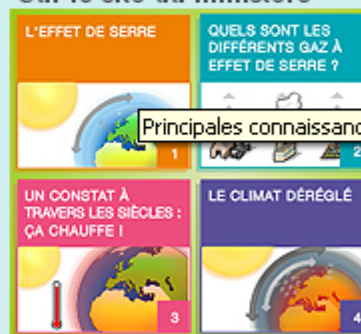 L'EFFET DE SERRE
QUELS SONT LES
DIFFÉRENTS GAZ À
EFFET DE SERRE ?
Principales connaissanc
1
2
UN CONSTAT À
TRAVERS LES SIÈCLES :
ÇA CHAUFFE !
LE CLIMAT DÉRÉGLÉ
3
4